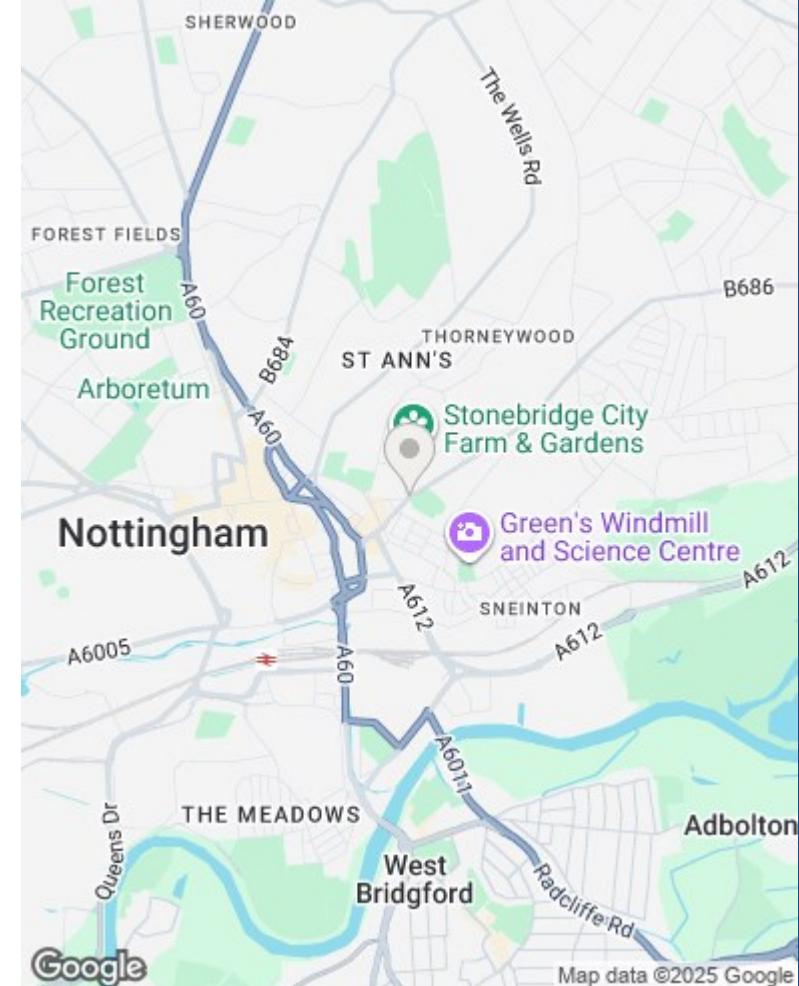 SHERWOOD
The Wells Rd
FOREST FIELDS
Forest
Recreation
Ground
A60
B686
THORNEYWOOD
B684
ST ANN'S
Arboretum
A60
Stonebridge City
Farm & Gardens
Nottingham
Green's Windmill
and Science Centre
A612
A612
SNEINTON
A612
A6005
A60
A6011
THE MEADOWS
Queens Dr
Adbolton
West
Bridgford
Radcliffe Rd
Google
Map data ©2025 Google